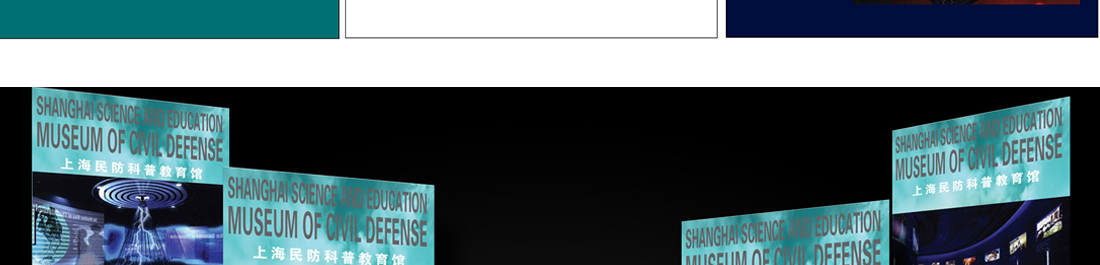 SHANGHAI SCIENCE AND EDUCATION
MUSEUM OF CIVIL DEFENSE
上海民防科普教育馆
SHANGHAI SCIENCE AND EDUCATION
MUSEUM OF CIVIL DEFENSE
上海民防科普教育馆
SHANGHAI SCIENCE AND EDUCATION
MUSEUM OF CIVIL DEFENSE
SHANGHAI SCIENCE AND EDUCATION
MUSEUM OF CIVIL DEFENSE
上海民防科普教育馆